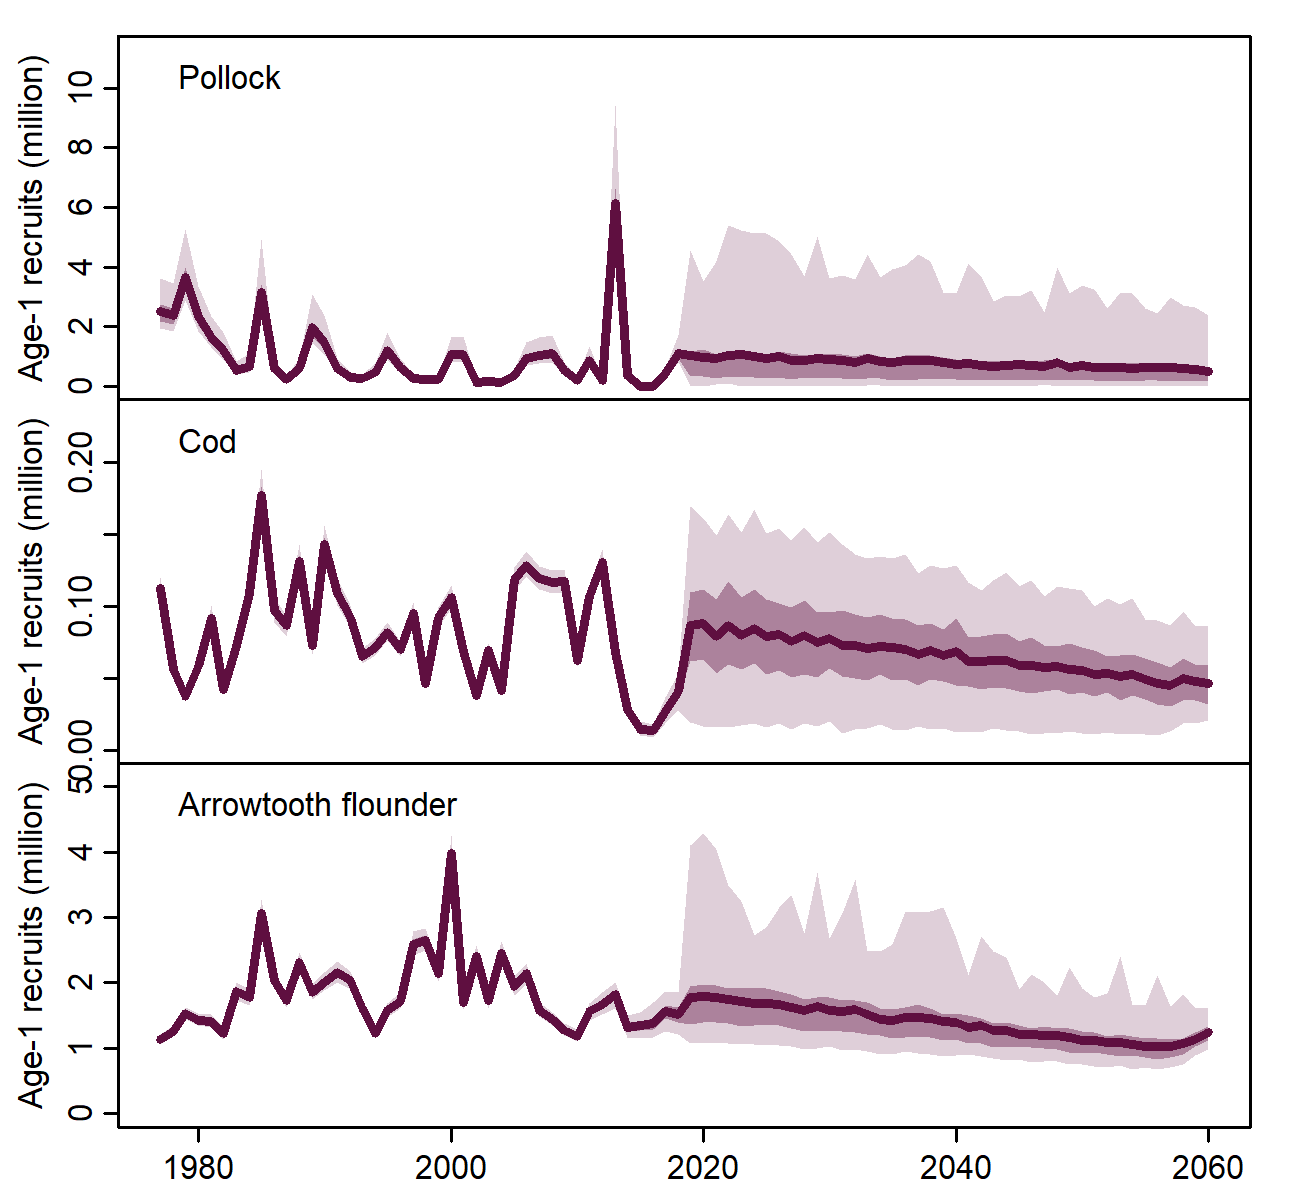 Pollock
Age-1 recruits (million)
10
8
6
4
2
0
Cod
Age-1 recruits (million)
0.20
0.10
0.00
Arrowtooth flounder
Age-1 recruits (million)
5
4
3
2
1
0
1980 2000 2020 2040 2060